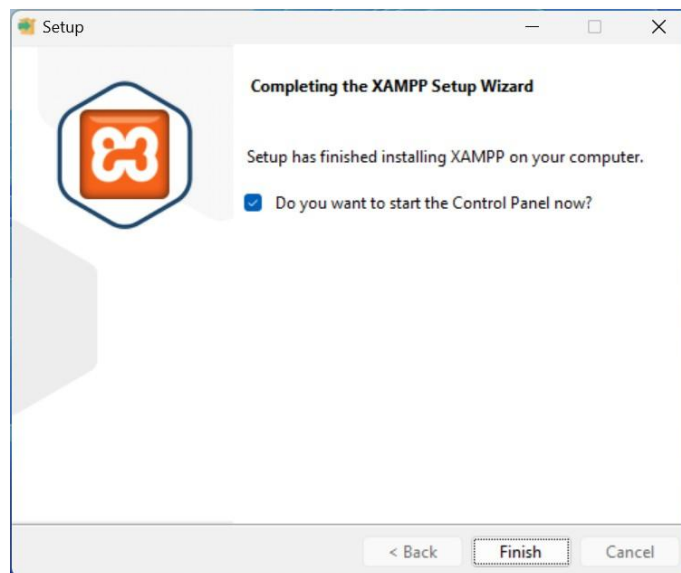 Setup
Completing the XAMPP Setup Wizard
Setup has finished installing XAMPP on your computer.
Do you want to start the Control Panel now?
< Back Finish Cancel